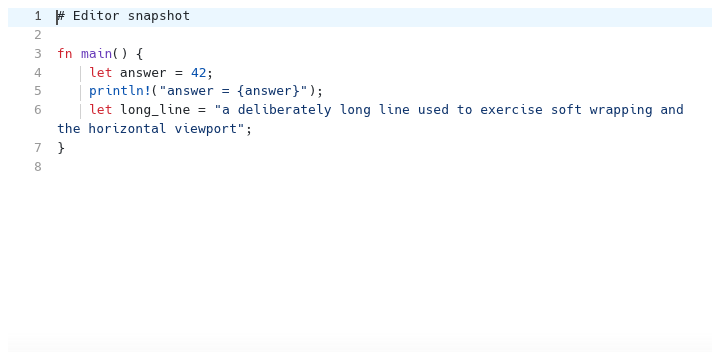 1 # Editor snapshot
2
3 fn main() {
4     let answer = 42;
5     println!("answer = {answer}");
6     let long_line = "a deliberately long line used to exercise soft wrapping and
the horizontal viewport";
7 }
8